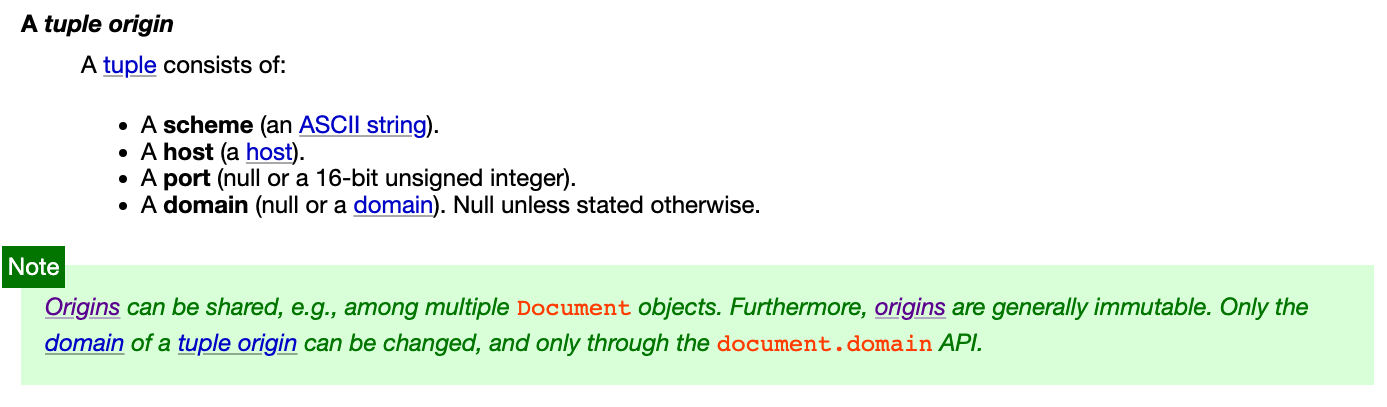 A tuple origin
A tuple consists of:
• A scheme (an ASCII string).
• A host (a host).
• A port (null or a 16-bit unsigned integer).
• A domain (null or a domain). Null unless stated otherwise.
Note
Origins can be shared, e.g., among multiple Document objects. Furthermore, origins are generally immutable. Only the
domain of a tuple origin can be changed, and only through the document.domain API.